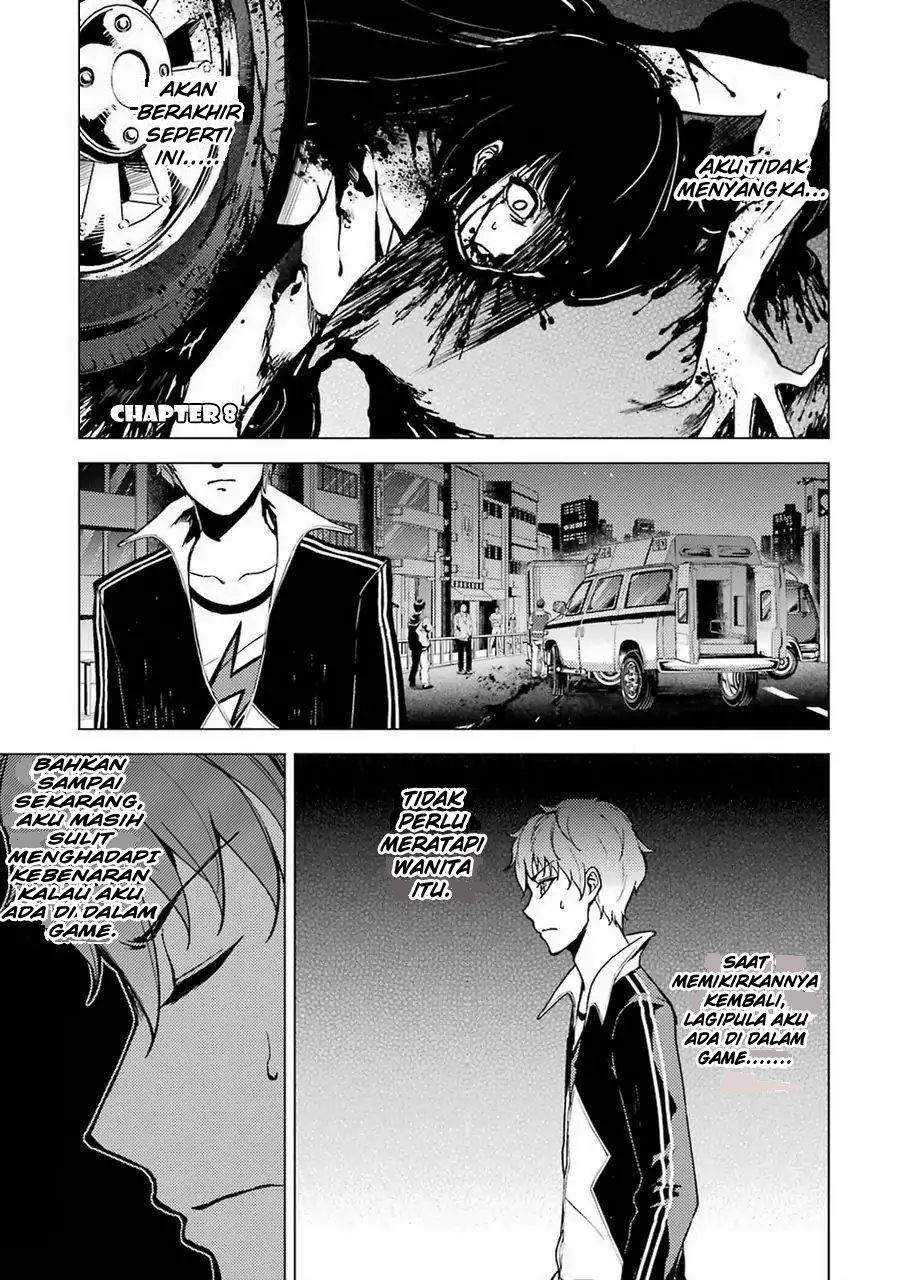 AKU TIDAK
MENYANGKA...
AKAN
BERAKHIR
SEPERTI
INI......
CHAPTER 8
SAAT
MEMIKIRKANNYA
KEMBALI,
LAGIPULA AKU
ADA DI DALAM
GAME.......
TIDAK
PERLU
MERATAPI
WANITA
ITU.
BAHKAN
SAMPAI
SEKARANG,
AKU MASIH
SULIT
MENGHADAPI
KEBENARAN
KALAU AKU
ADA DI DALAM
GAME.